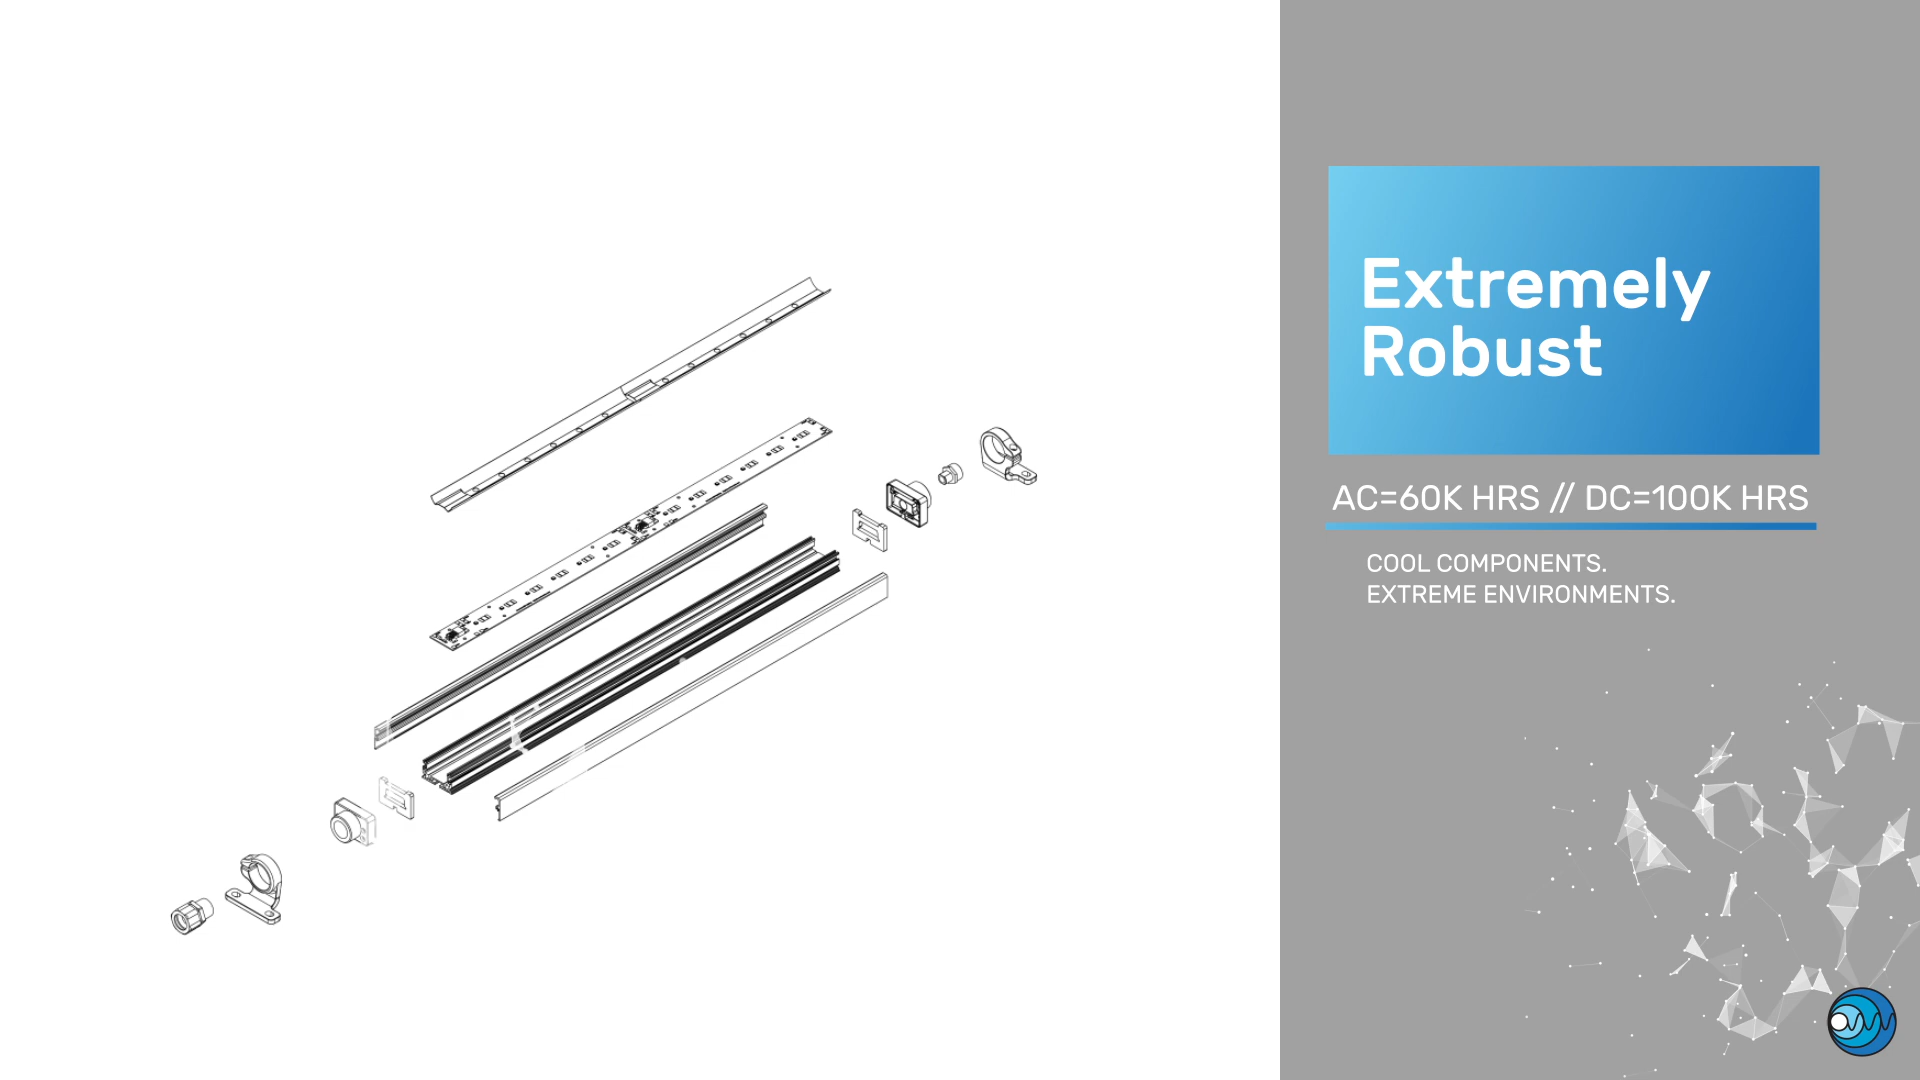 Extremely
Robust
AC=60K HRS // DC=100K HRS
COOL COMPONENTS.
EXTREME ENVIRONMENTS.